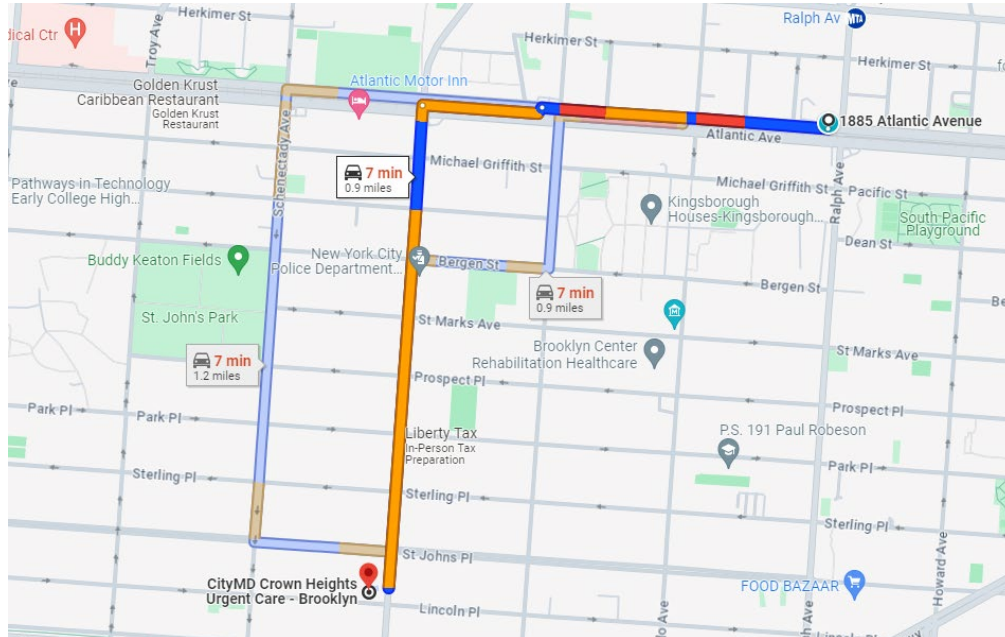 Herkimer St
Ralph Av
MTA
Herkimer St
Herkimer St
dical Ctr
H
Troy Ave
Golden Krust
Caribbean Restaurant
Golden Krust
Restaurant
Atlantic Motor Inn
1885 Atlantic Avenue
Atlantic Ave
Schenectady Ave
7 min
0.9 miles
Michael Griffith St
Michael Griffith St
Pacific St
Ralph Ave
Pathways in Technology
Early College High...
Kingsborough
Houses-Kingsborough...
South Pacific
Playground
Dean St
Buddy Keaton Fields
New York City
Police Department...
Bergen St
Bergen St
7 min
0.9 miles
St. John's Park
St Marks Ave
St Marks Ave
Brooklyn Center
Rehabilitation Healthcare
7 min
1.2 miles
Prospect Pl
Prospect Pl
Park Pl
Park Pl
Liberty Tax
In-Person Tax
Preparation
P.S. 191 Paul Robeson
Park Pl
Sterling Pl
Sterling Pl
Sterling Pl
St Johns Pl
CityMD Crown Heights
Urgent Care - Brooklyn
Lincoln Pl
FOOD BAZAAR
Howard Ave